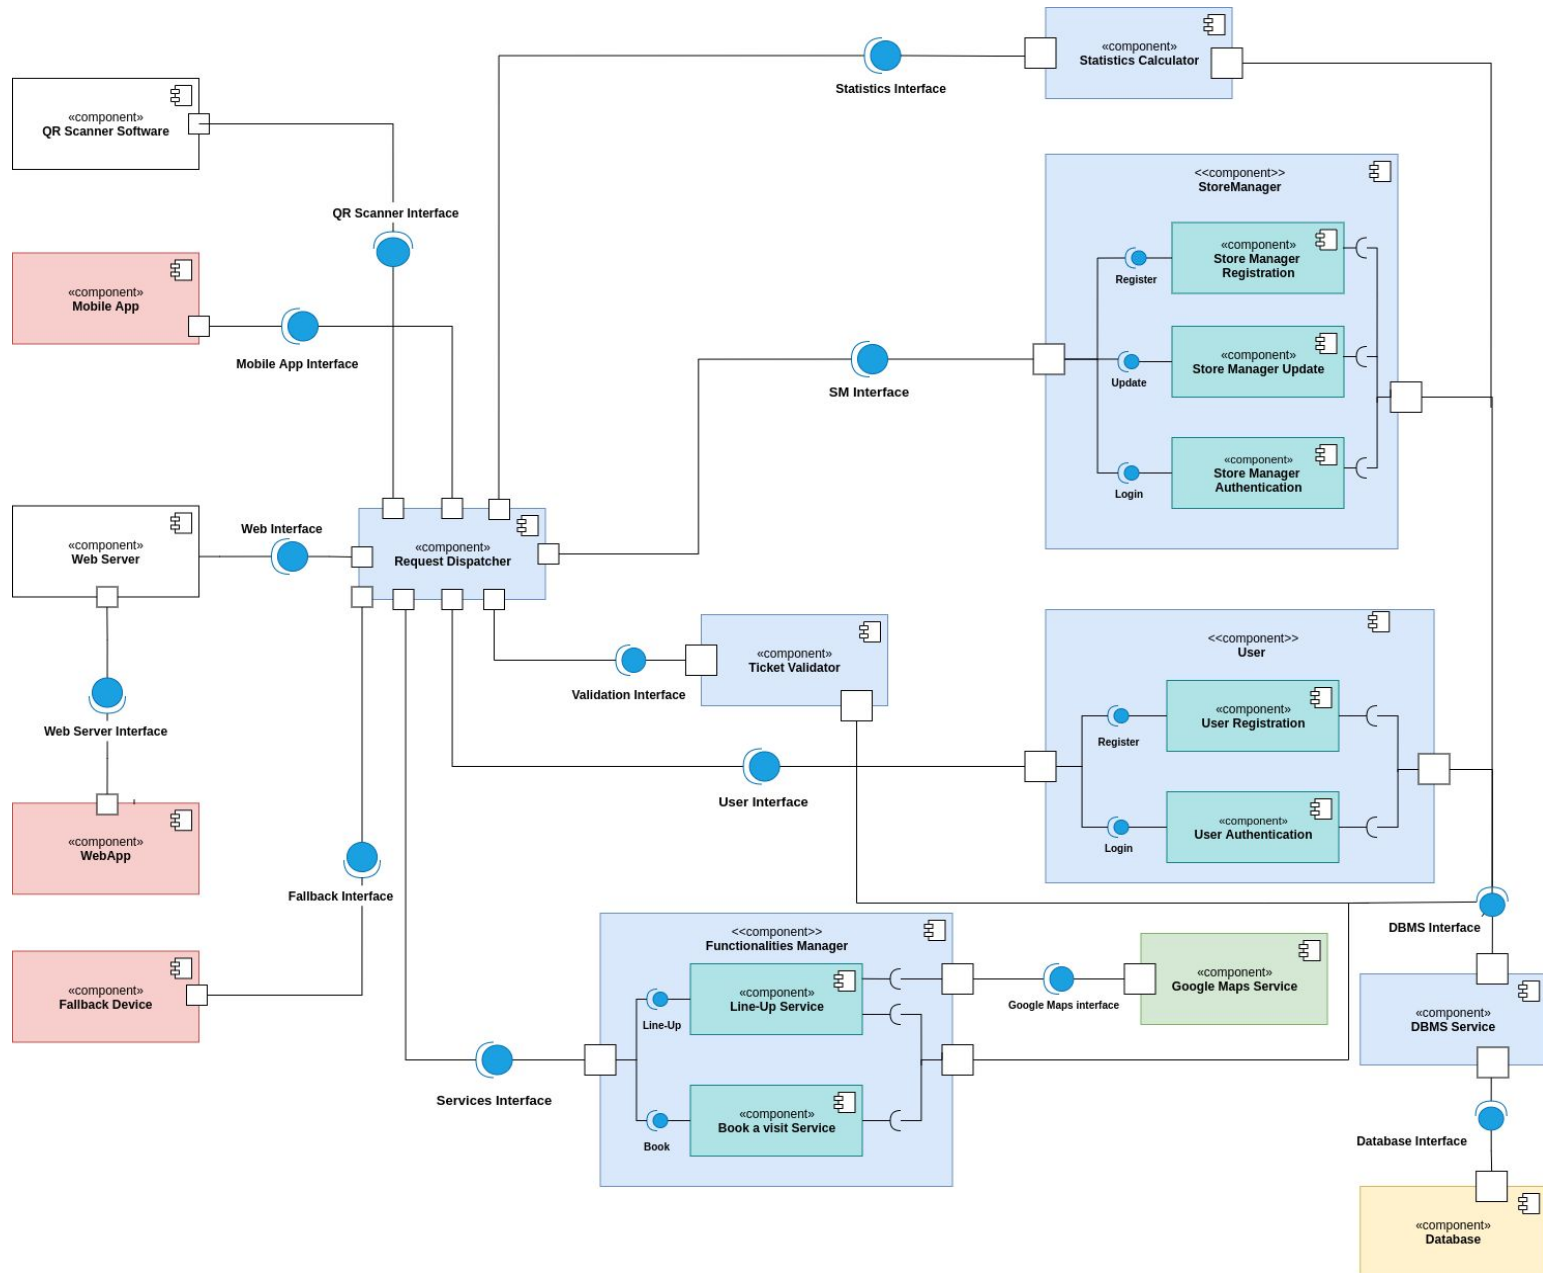 «component»
Statistics Calculator
Statistics Interface
«component»
QR Scanner Software
QR Scanner Interface
<<component>>
StoreManager
«component»
Store Manager
Registration
Register
«component»
Mobile App
Mobile App Interface
SM Interface
«component»
Store Manager Update
Update
«component»
Store Manager
Authentication
Login
«component»
Web Server
Web Interface
«component»
Request Dispatcher
«component»
Ticket Validator
Validation Interface
<<component>>
User
«component»
User Registration
Register
«component»
User Authentication
Login
User Interface
Web Server Interface
«component»
WebApp
Fallback Interface
«component»
Fallback Device
<<component>>
Functionalities Manager
«component»
Line-Up Service
Line-Up
«component»
Book a visit Service
Book
Services Interface
Google Maps interface
«component»
Google Maps Service
DBMS Interface
«component»
DBMS Service
Database Interface
«component»
Database